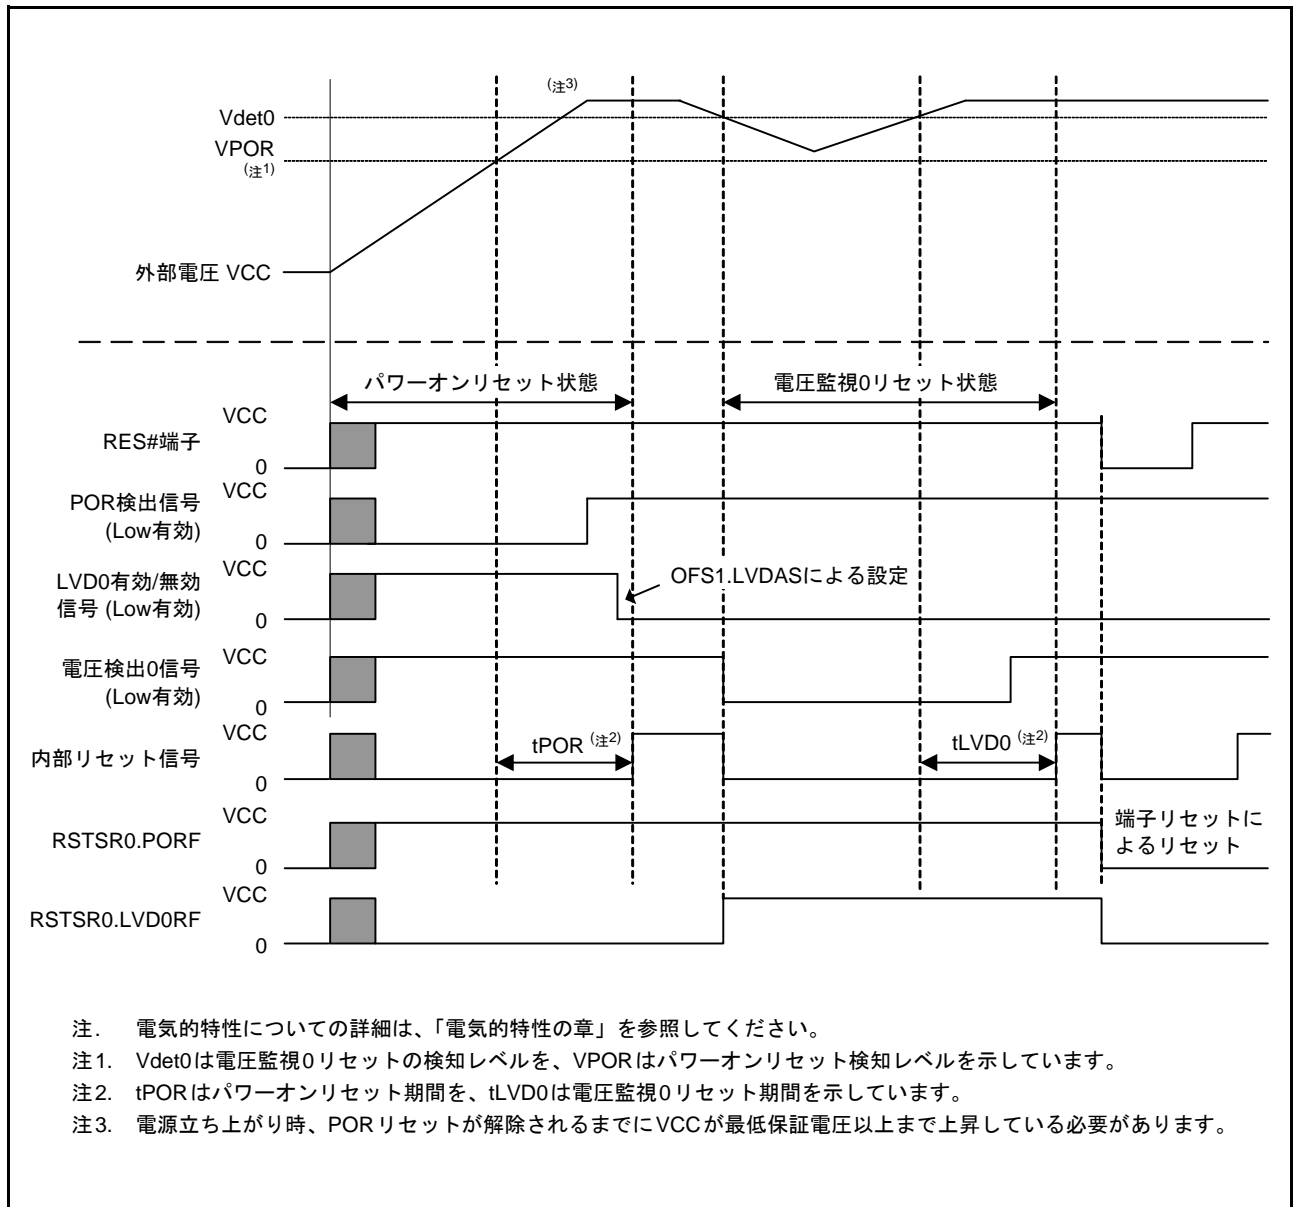 (注3)
Vdet0
VPOR
(注1)
外部電圧 VCC
パワーオンリセット状態
電圧監視0リセット状態
RES#端子
VCC
0
POR検出信号
(Low有効)
VCC
0
LVD0有効/無効
信号 (Low有効)
VCC
0
OFS1.LVDASによる設定
電圧検出0信号
(Low有効)
VCC
0
内部リセット信号
VCC
0
tPOR (注2)
tLVD0 (注2)
RSTSR0.PORF
VCC
0
端子リセットに
よるリセット
RSTSR0.LVD0RF
VCC
0
注. 電気的特性についての詳細は、「電気的特性の章」を参照してください。
注1. Vdet0は電圧監視0リセットの検知レベルを、VPORはパワーオンリセット検知レベルを示しています。
注2. tPORはパワーオンリセット期間を、tLVD0は電圧監視0リセット期間を示しています。
注3. 電源立ち上がり時、PORリセットが解除されるまでにVCCが最低保証電圧以上まで上昇している必要があります。